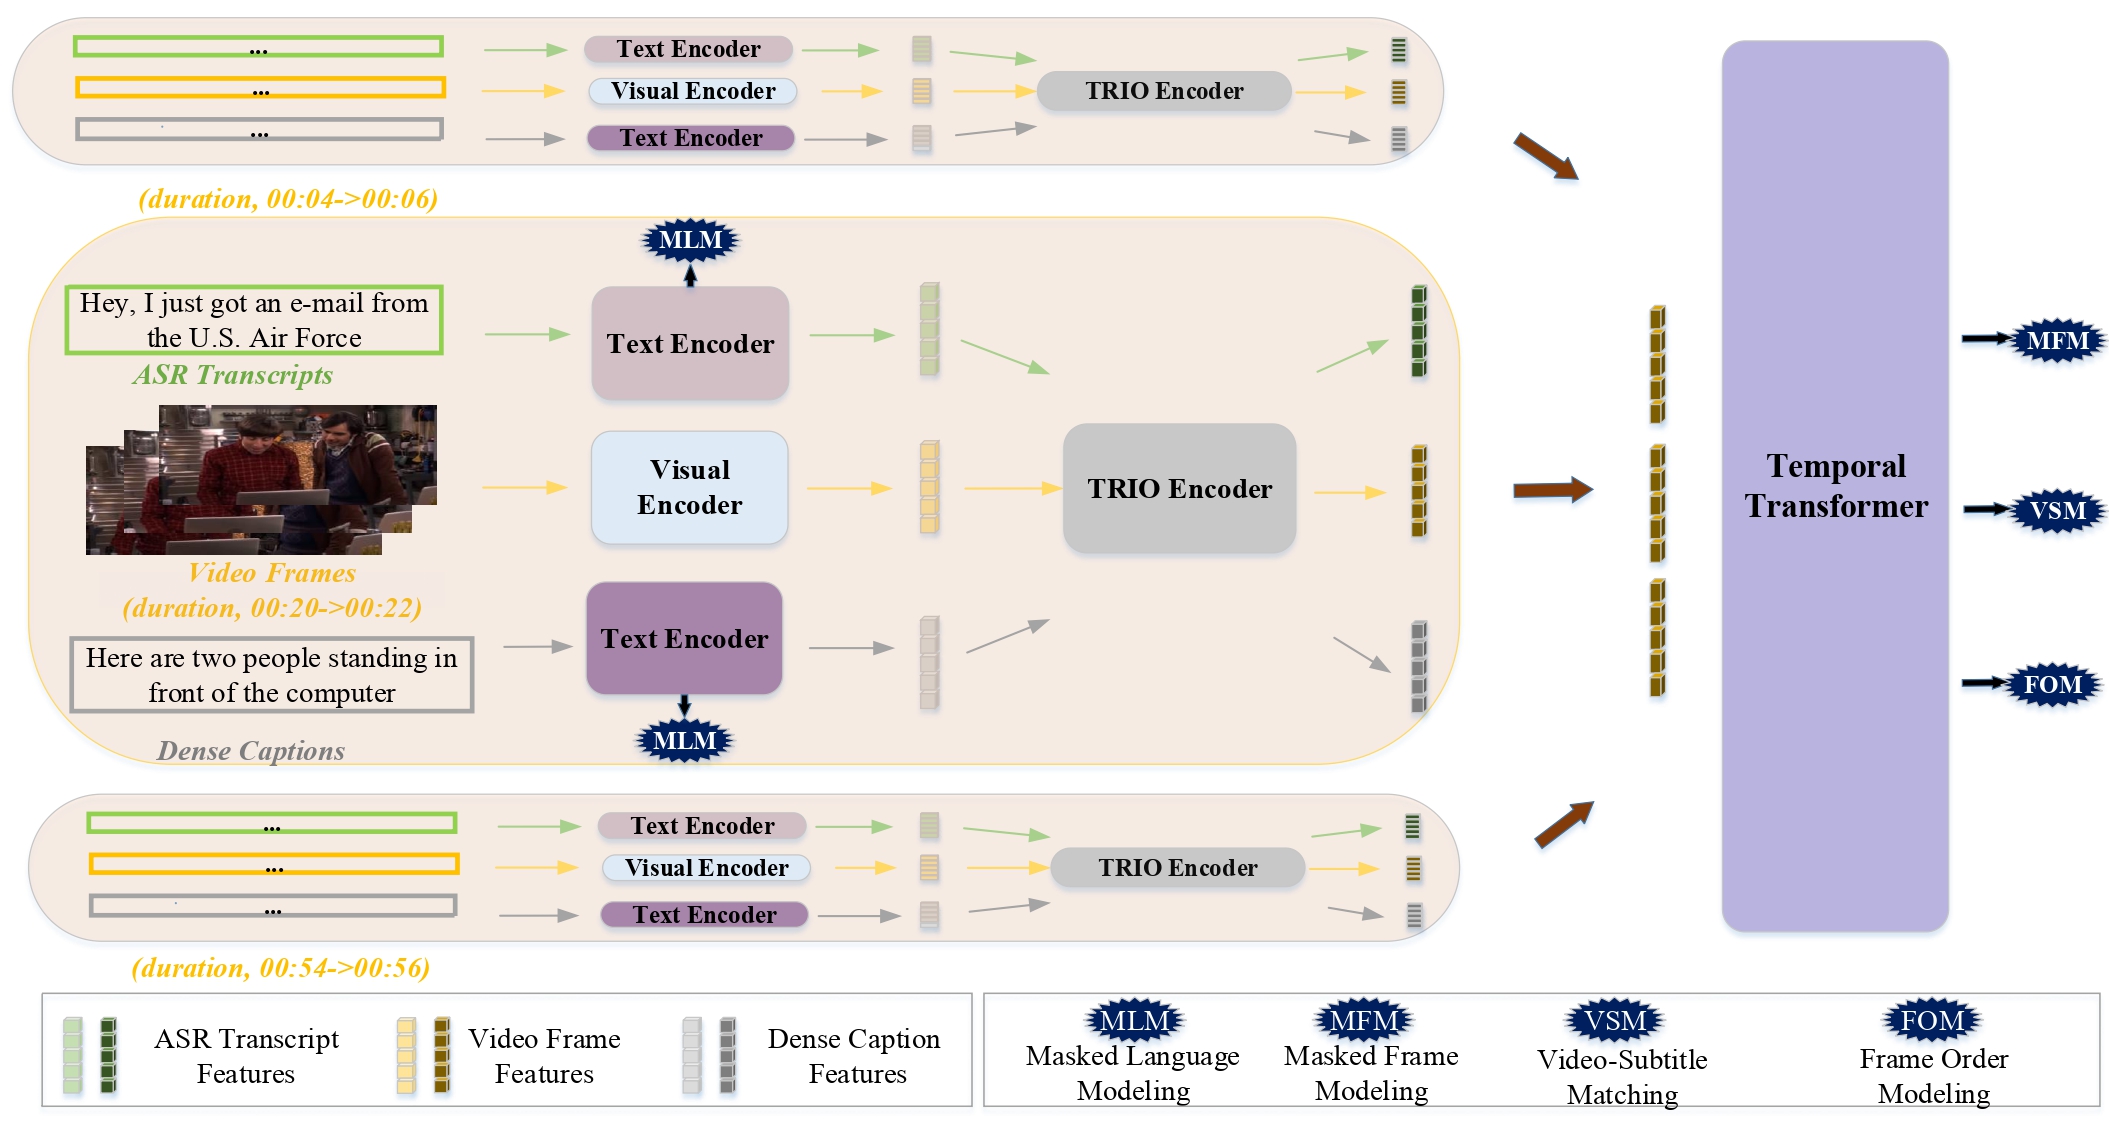 ...
Text Encoder
...
Visual Encoder
TRIO Encoder
...
Text Encoder
(duration, 00:04->00:06)
MLM
Hey, I just got an e-mail from
the U.S. Air Force
ASR Transcripts
Text Encoder
Video Frames
(duration, 00:20->00:22)
Visual
Encoder
TRIO Encoder
Here are two people standing in
front of the computer
Dense Captions
Text Encoder
MLM
Temporal
Transformer
MFM
VSM
FOM
...
Text Encoder
...
Visual Encoder
TRIO Encoder
...
Text Encoder
(duration, 00:54->00:56)
ASR Transcript
Features
Video Frame
Features
Dense Caption
Features
MLM
Masked Language
Modeling
MFM
Masked Frame
Modeling
VSM
Video-Subtitle
Matching
FOM
Frame Order
Modeling